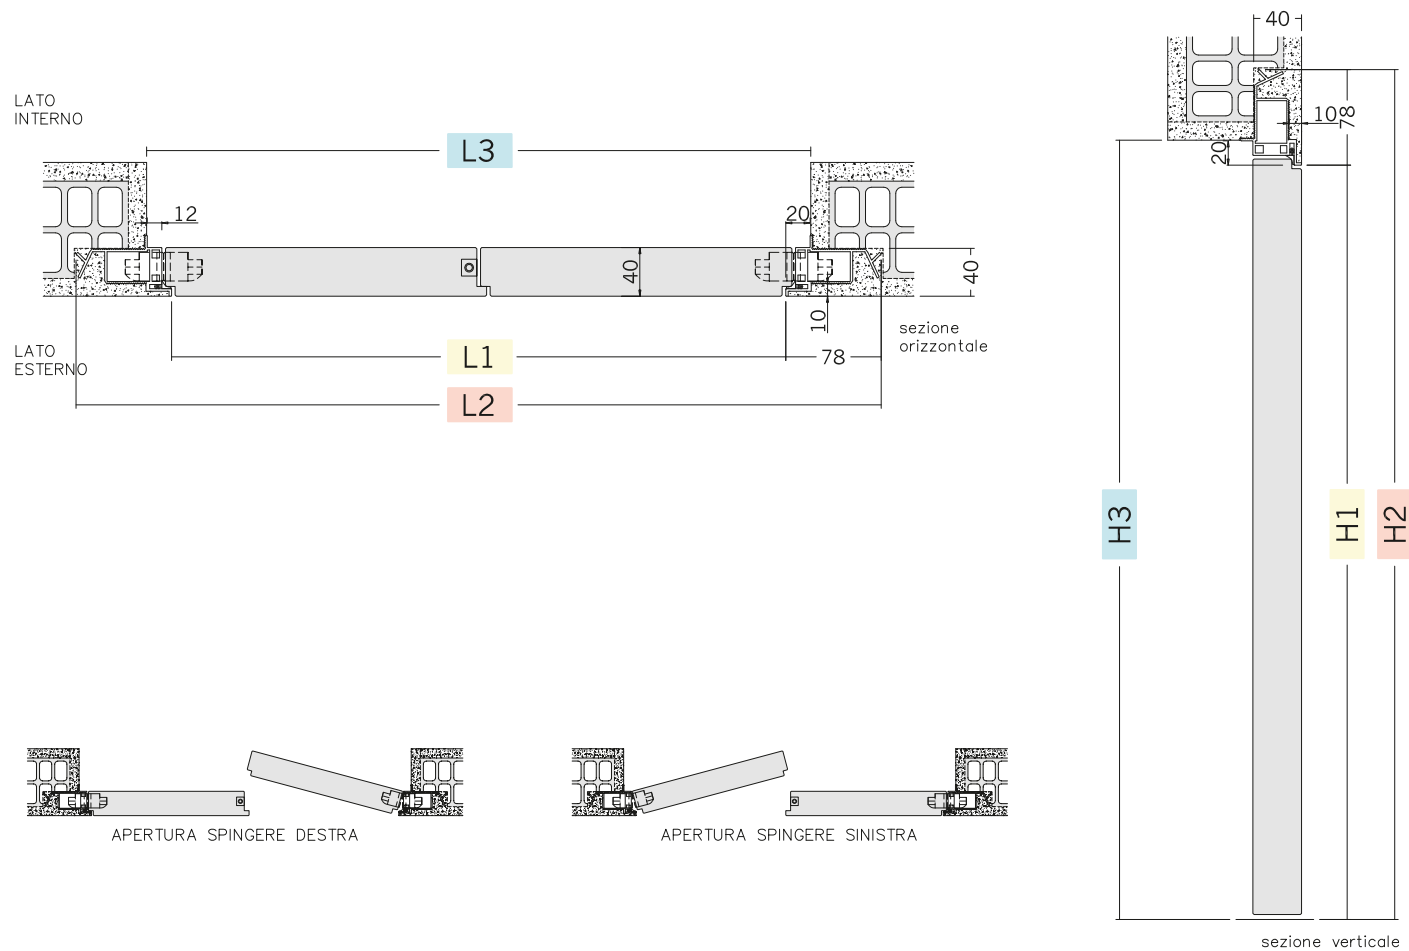 40
LATO
INTERNO
L3
10
78
20
12
20
40
40
10
sezione
orizzontale
LATO
ESTERNO
L1
78
L2
H3
H1
H2
APERTURA SPINGERE DESTRA
APERTURA SPINGERE SINISTRA
sezione verticale